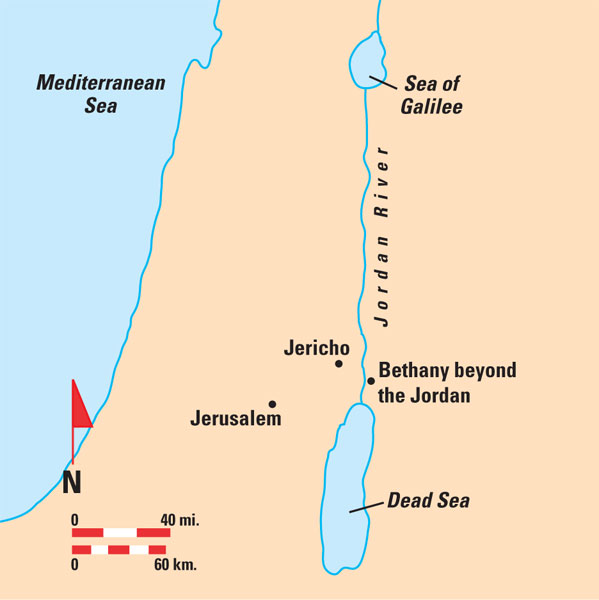 Mediterranean
Sea
Sea of
Galilee
Jordan River
Jericho
Bethany beyond
the Jordan
Jerusalem
N
Dead Sea
0 40 mi.
0 60 km.